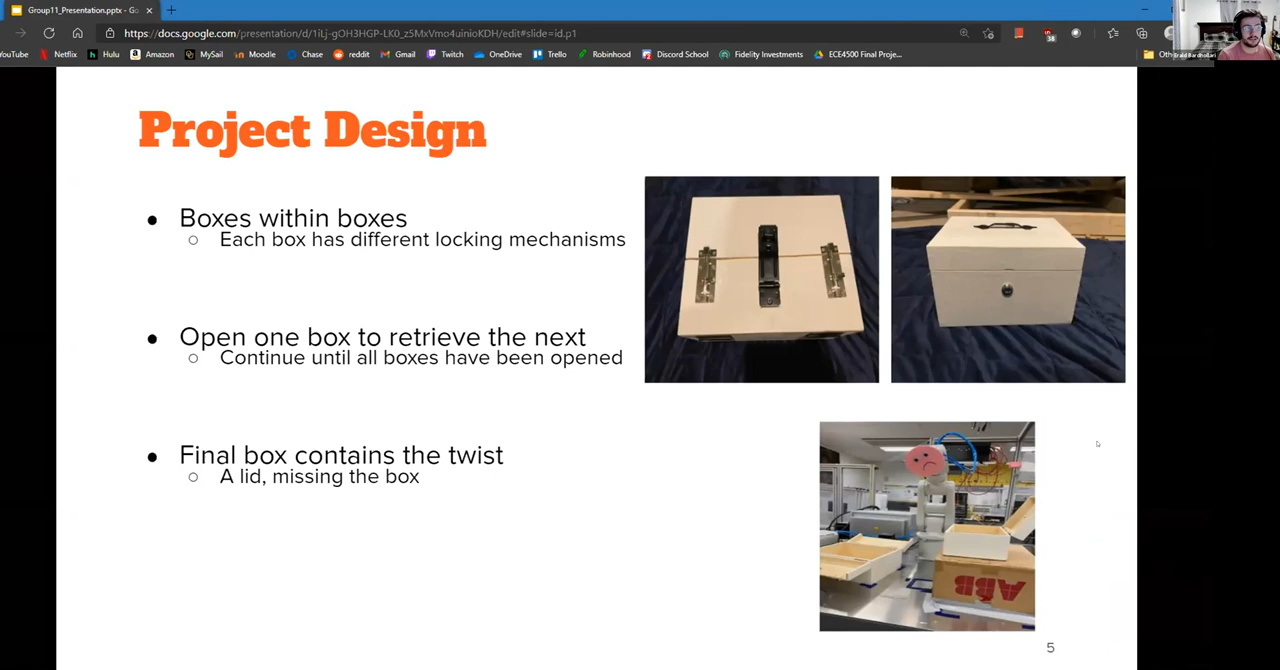 Group11_Presentation.pptx - Go
https://docs.google.com/presentation/d/1iLj-gOH3HGP-LK0_z5MxVmo4uinioKDH/edit#slide=id.p1
38
YouTube Netflix Hulu Amazon MySail Moodle Chase reddit Gmail Twitch OneDrive Trello Robinhood Discord School Fidelity Investments ECE4500 Final Proje... Oth
Project Design
Boxes within boxes
Each box has different locking mechanisms
Open one box to retrieve the next
Continue until all boxes have been opened
Final box contains the twist
A lid, missing the box
ABB
5